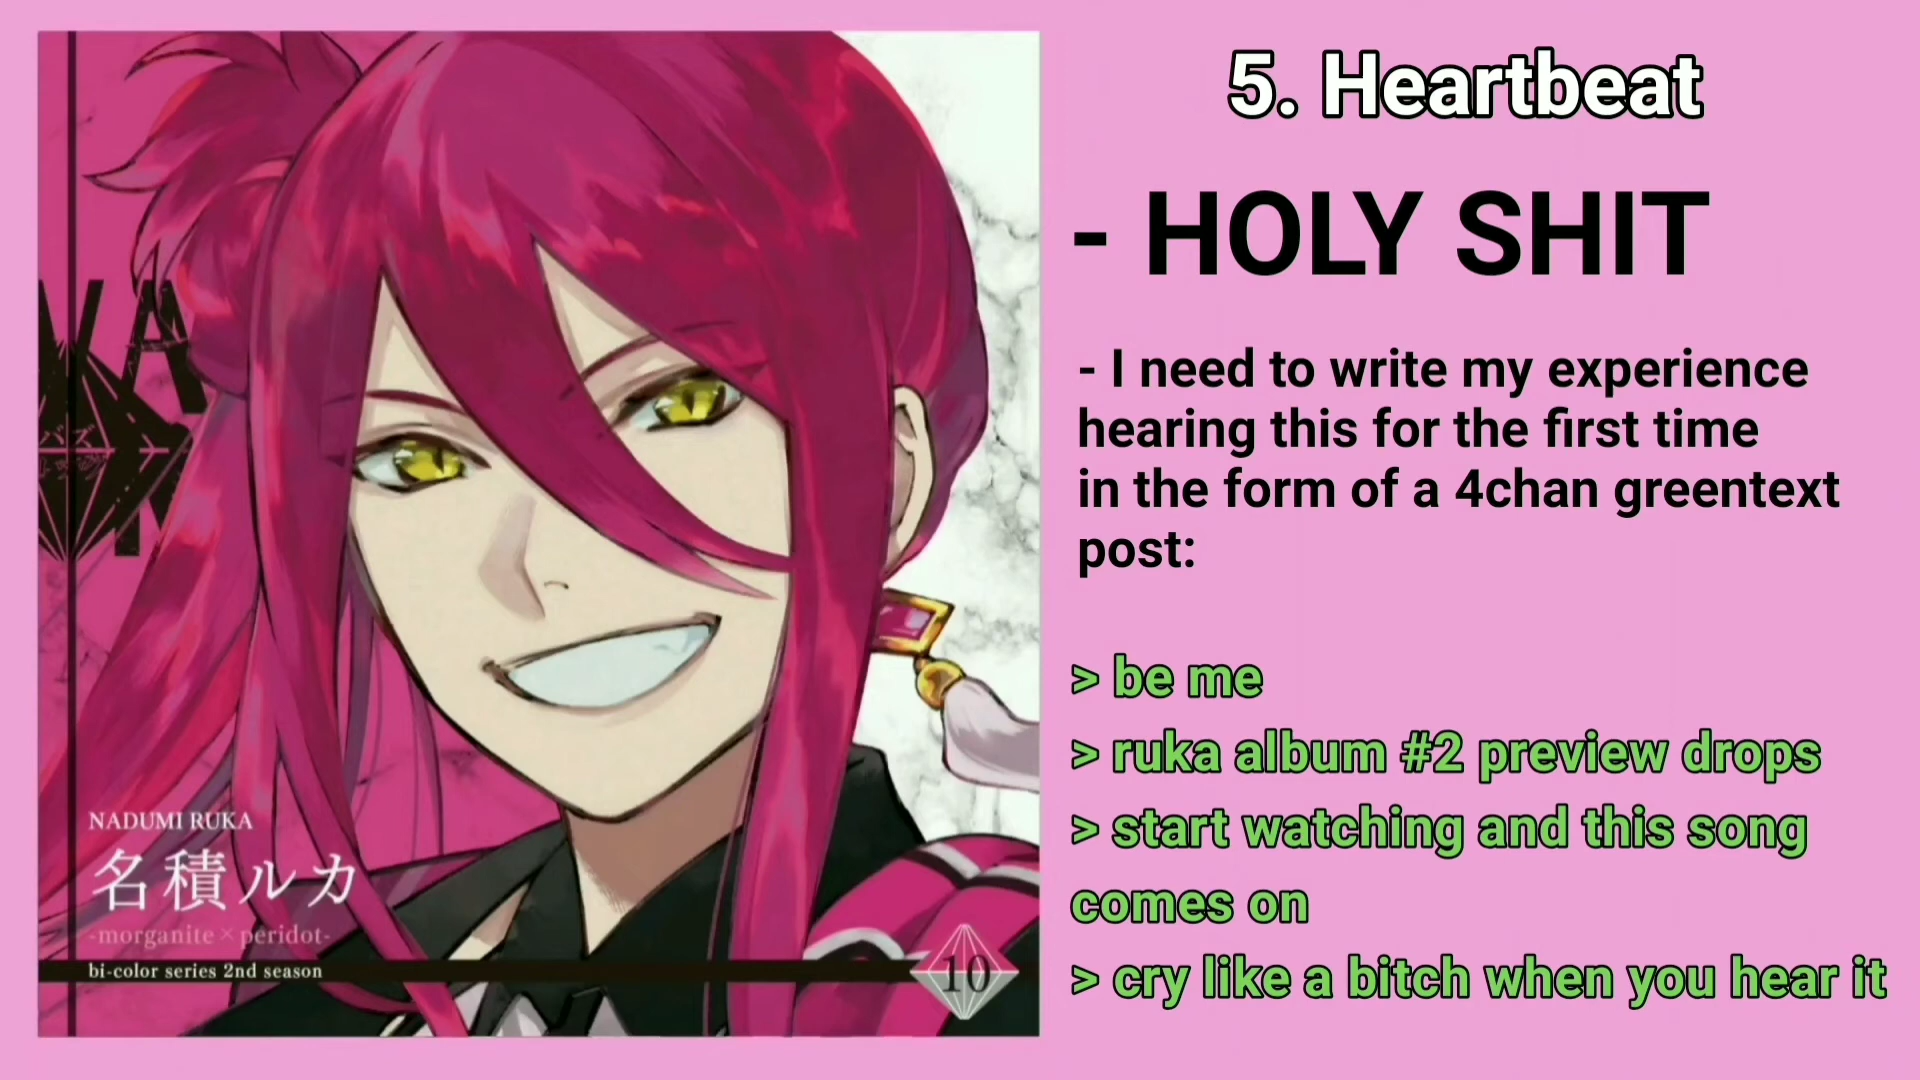 5. Heartbeat
- HOLY SHIT
- I need to write my experience
hearing this for the first time
in the form of a 4chan greentext
post:
> be me
> ruka album #2 preview drops
> start watching and this song
comes on
> cry like a bitch when you hear it
NADUMI RUKA
名積ルカ
-morganite×peridot-
bi-color series 2nd season
10